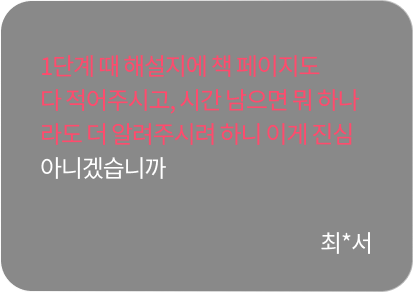 1단계 때 해설지에 책 페이지도
다 적어주시고, 시간 남으면 뭐 하나
라도 더 알려주시려 하니 이게 진심
아니겠습니까
최*서